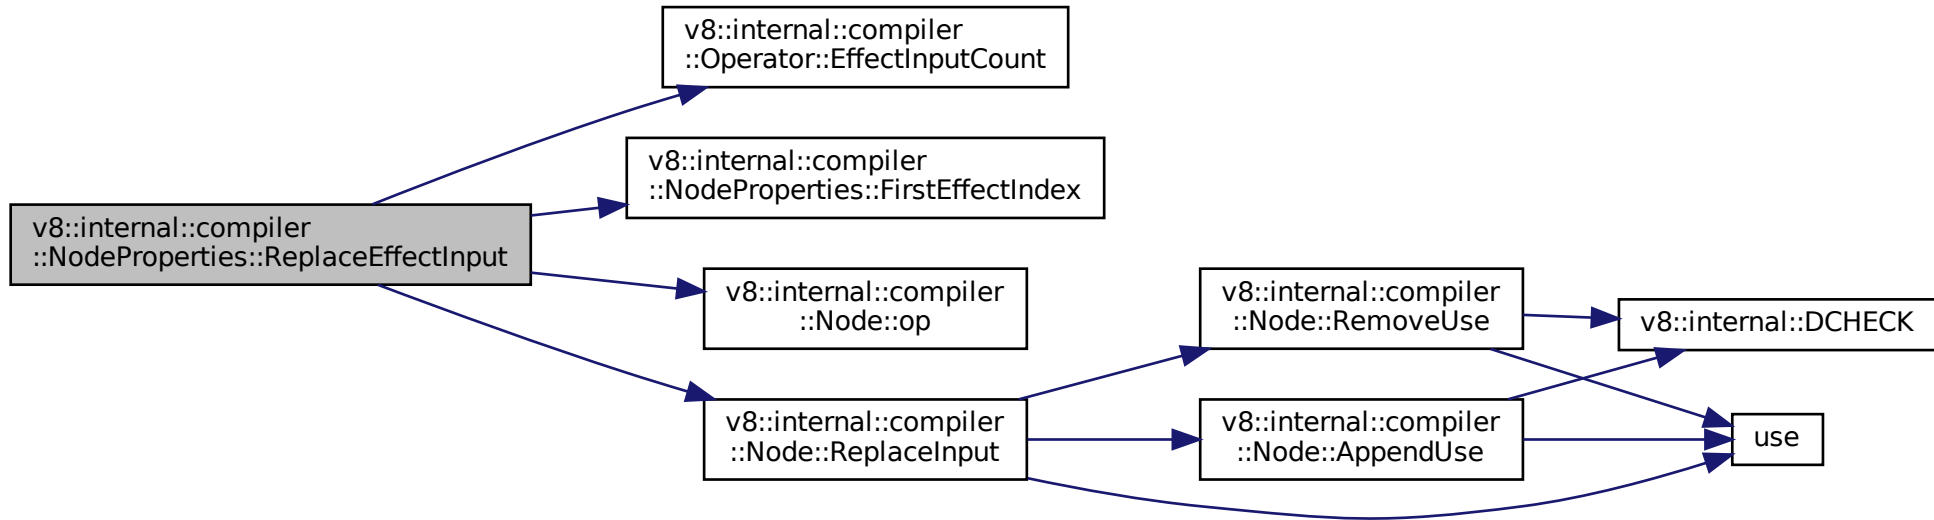 v8::internal::compiler
::Operator::EffectInputCount
v8::internal::compiler
::NodeProperties::FirstEffectIndex
v8::internal::compiler
::NodeProperties::ReplaceEffectInput
v8::internal::compiler
::Node::op
v8::internal::compiler
::Node::RemoveUse
v8::internal::DCHECK
v8::internal::compiler
::Node::ReplaceInput
v8::internal::compiler
::Node::AppendUse
use